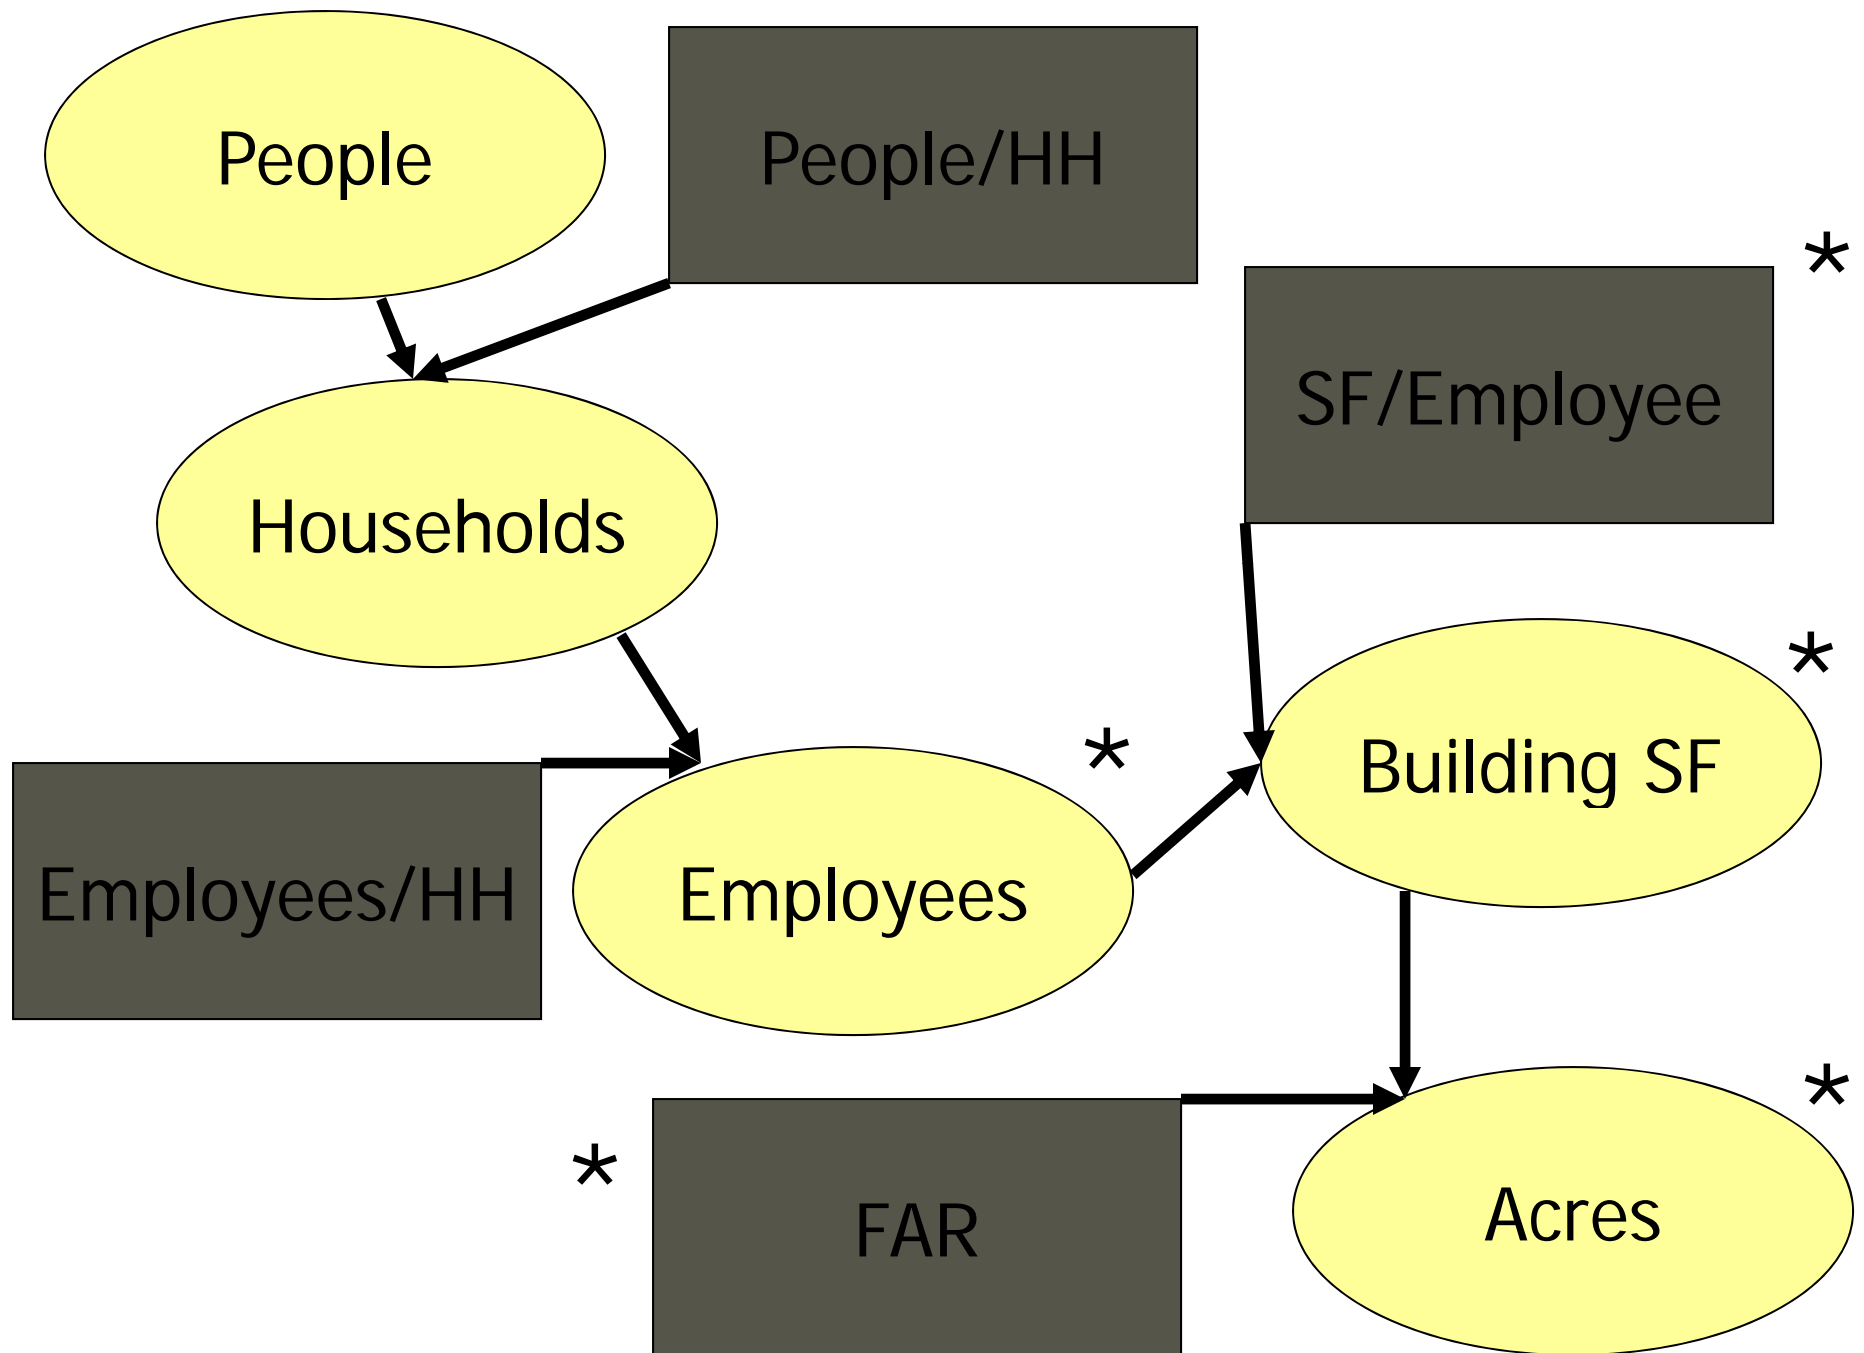 People
People/HH
*
SF/Employee
Households
*
Building SF
*
Employees/HH
Employees
*
*
FAR
Acres